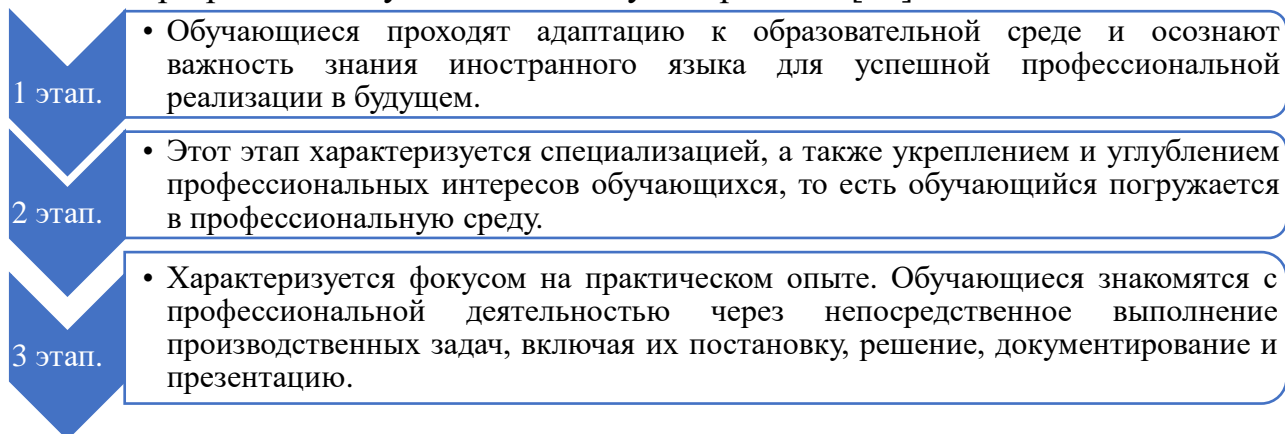 1 этап.
• Обучающиеся проходят адаптацию к образовательной среде и осознают
важность знания иностранного языка для успешной профессиональной
реализации в будущем.
2 этап.
• Этот этап характеризуется специализацией, а также укреплением и углублением
профессиональных интересов обучающихся, то есть обучающийся погружается
в профессиональную среду.
3 этап.
• Характеризуется фокусом на практическом опыте. Обучающиеся знакомятся с
профессиональной деятельностью через непосредственное выполнение
производственных задач, включая их постановку, решение, документирование и
презентацию.